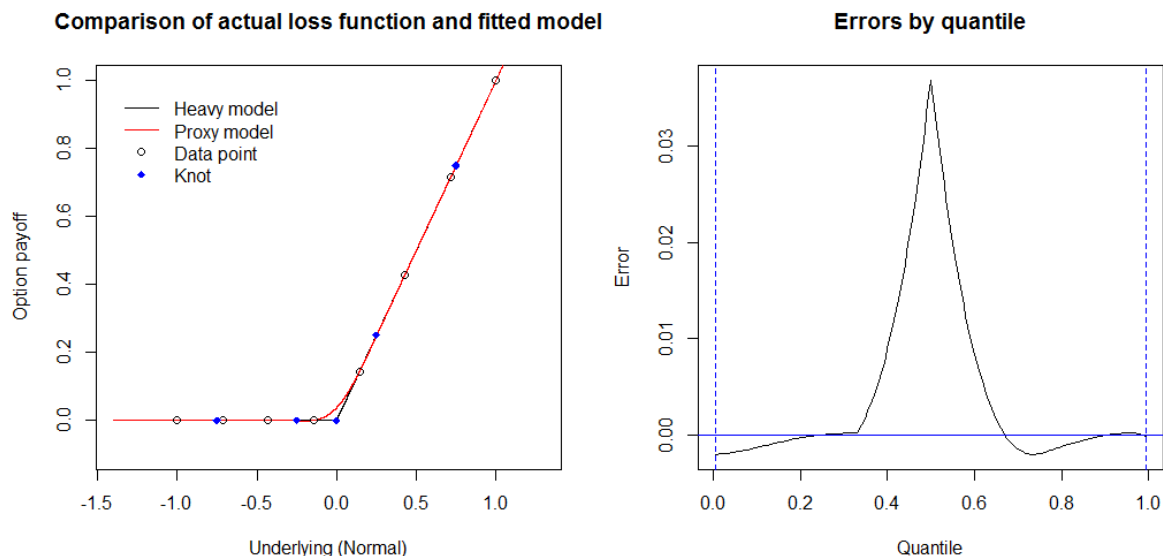 Comparison of actual loss function and fitted model
Option payoff
1.0
0.8
0.6
0.4
0.2
0.0
Heavy model
Proxy model
Data point
Knot
-1.5
-1.0
-0.5
0.0
0.5
1.0
Underlying (Normal)
Errors by quantile
Error
0.03
0.02
0.01
0.00
0.0
0.2
0.4
0.6
0.8
1.0
Quantile